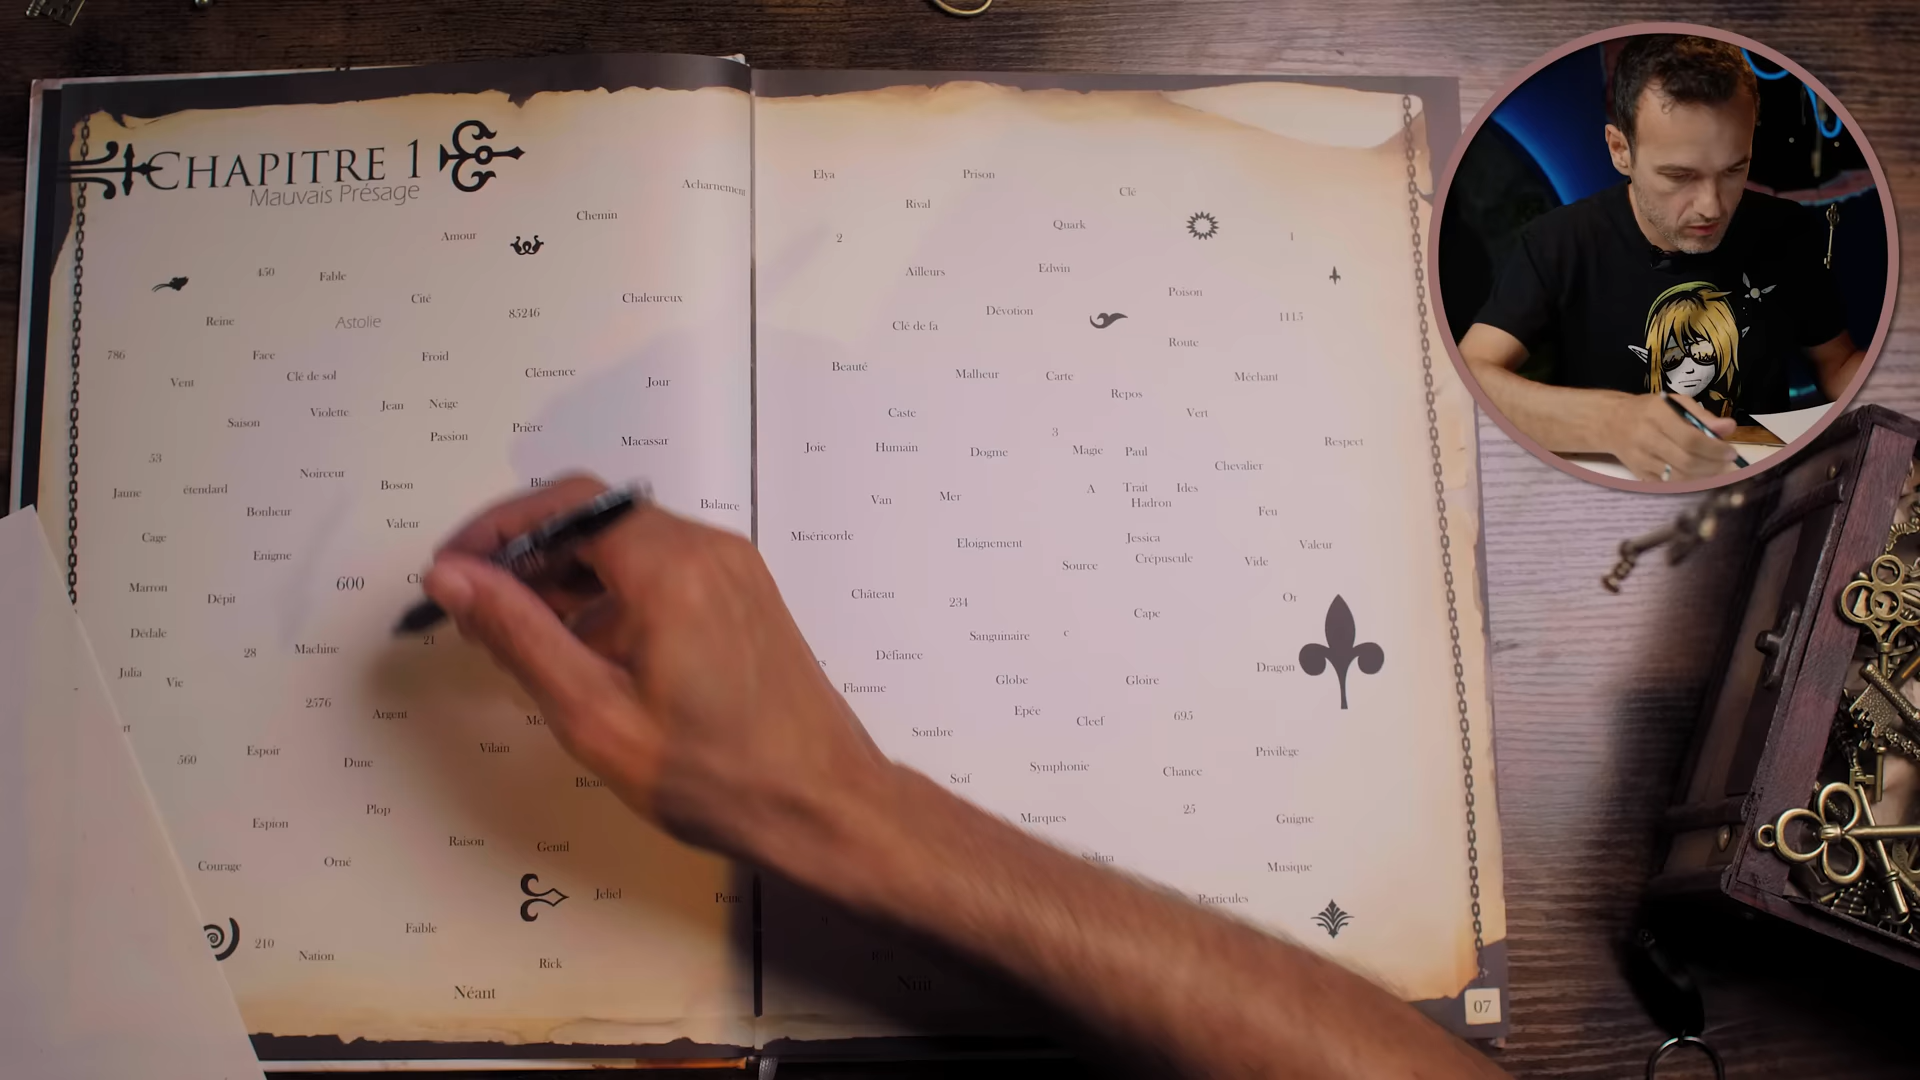 CHAPITRE 1
Mauvais Présage
Acharnement
Chemin
Amour
450
Fable
Cité
Chaleureux
85246
Reine
Astolie
786
Face
Froid
Vent
Clé de sol
Clémence
Jour
Violette
Jean
Neige
Saison
Passion
Prière
Macassar
53
Noirceur
Jaune
étendard
Boson
Balance
Bonheur
Valeur
Cage
Enigme
Marron
Dépit
600
Dédale
28
Machine
21
Julia
Vie
2576
Argent
560
Espoir
Dune
Vilain
Plop
Espion
Raison
Gentil
Courage
Orné
Jeliel
Faible
210
Nation
Rick
Néant
Elya
Prison
Clé
Rival
Quark
2
Ailleurs
Edwin
Poison
Dévotion
Clé de fa
1115
Route
Beauté
Malheur
Carte
Méchant
Repos
Caste
Vert
3
Joie
Humain
Dogme
Magie
Paul
Respect
Chevalier
Van
Mer
A
Trait
Ides
Hadron
Feu
Miséricorde
Eloignement
Jessica
Valeur
Source
Crépuscule
Vide
Château
234
Or
Cape
Sanguinaire
c
Défiance
Dragon
Flamme
Globe
Gloire
Epée
Cleef
695
Sombre
Privilège
Soif
Symphonie
Chance
25
Marques
Guigne
Solina
Musique
Particules
Nuit
07